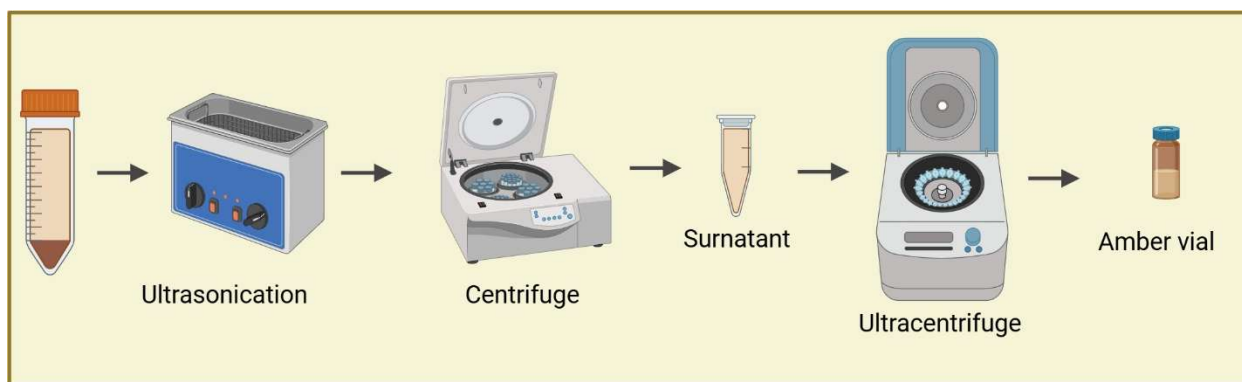 Ultrasonication
Centrifuge
Surnatant
Ultracentrifuge
Amber vial